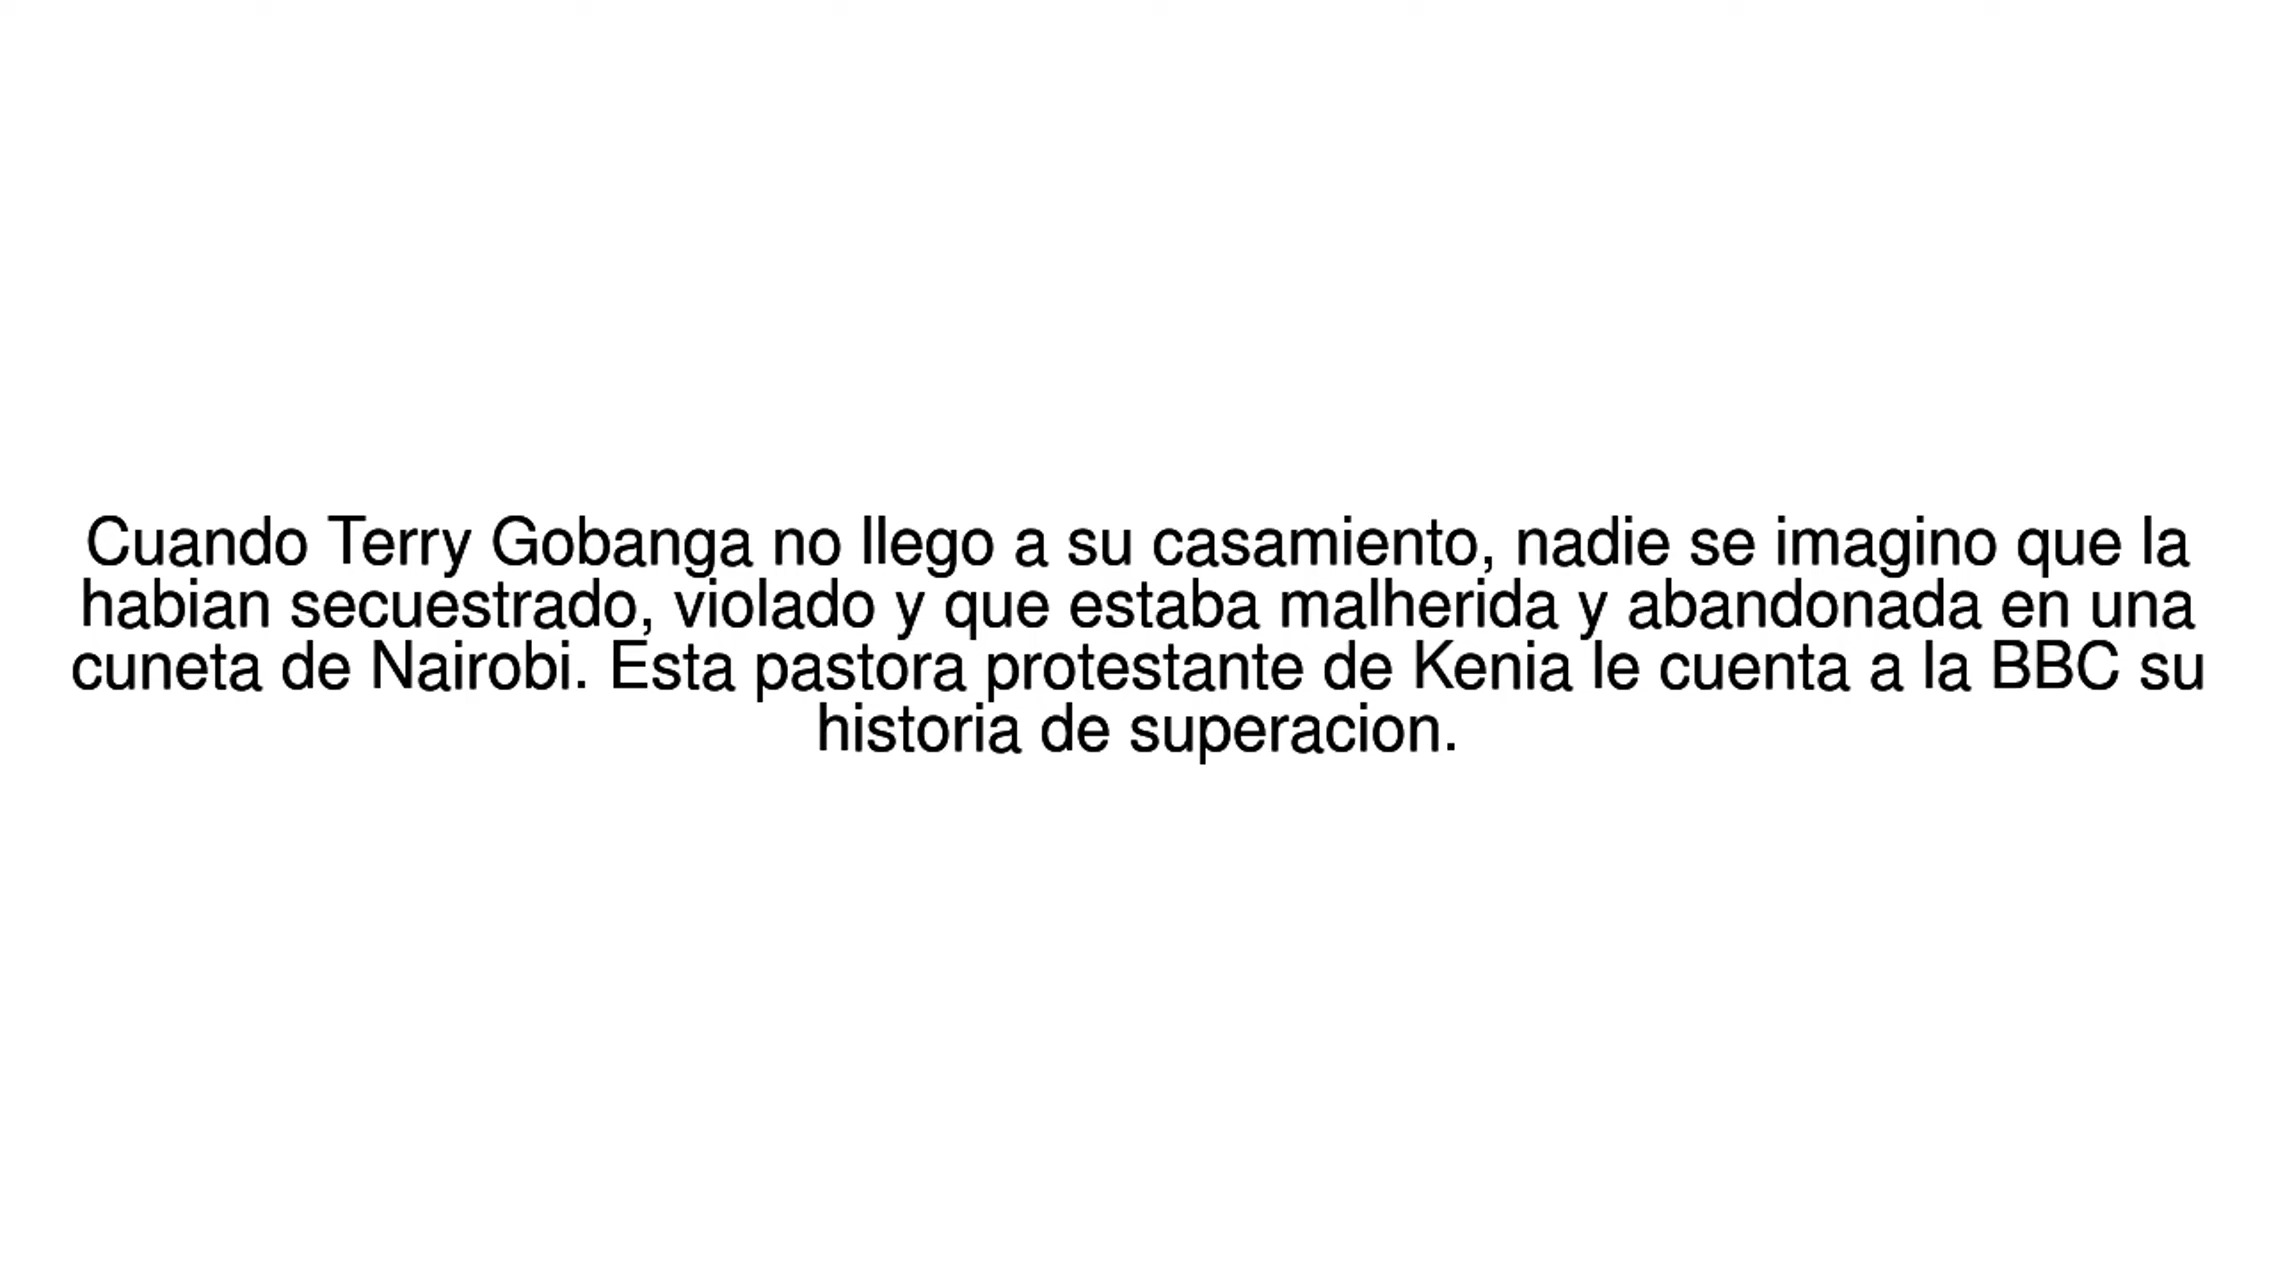 Cuando Terry Gobanga no llego a su casamiento, nadie se imagino que la
habian secuestrado, violado y que estaba malherida y abandonada en una
cuneta de Nairobi. Esta pastora protestante de Kenia le cuenta a la BBC su
historia de superacion.